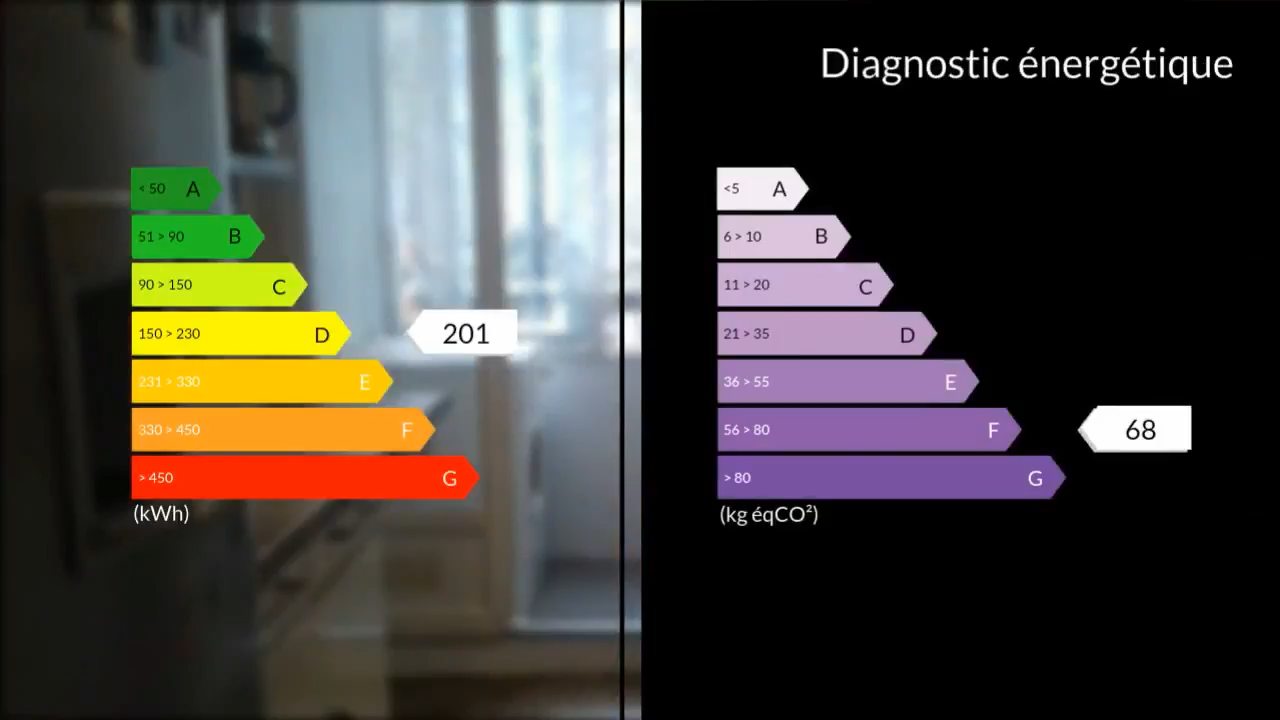 Diagnostic énergétique
< 50 A
51 > 90 B
90 > 150 C
150 > 230 D
201
231 > 330 E
330 > 450 F
> 450 G
(kWh)
<5 A
6 > 10 B
11 > 20 C
21 > 35 D
36 > 55 E
56 > 80 F
68
> 80 G
(kg éqCO²)